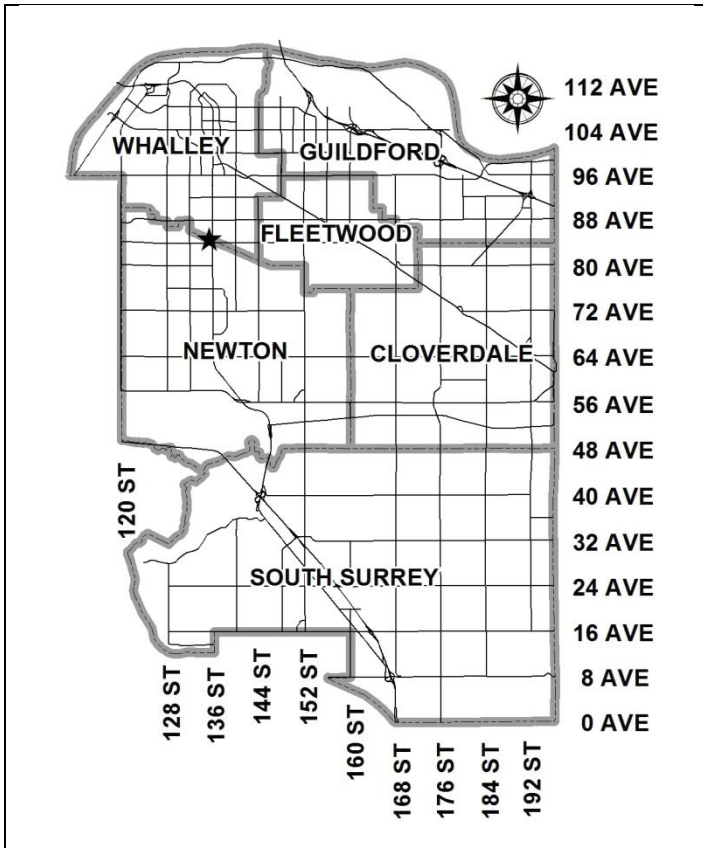 112 AVE
104 AVE
WHALLEY
GUILDFORD
96 AVE
88 AVE
FLEETWOOD
80 AVE
72 AVE
NEWTON
CLOVERDALE
64 AVE
56 AVE
48 AVE
120 ST
40 AVE
32 AVE
SOUTH SURREY
24 AVE
16 AVE
128 ST
136 ST
144 ST
152 ST
160 ST
8 AVE
0 AVE
168 ST
176 ST
184 ST
192 ST